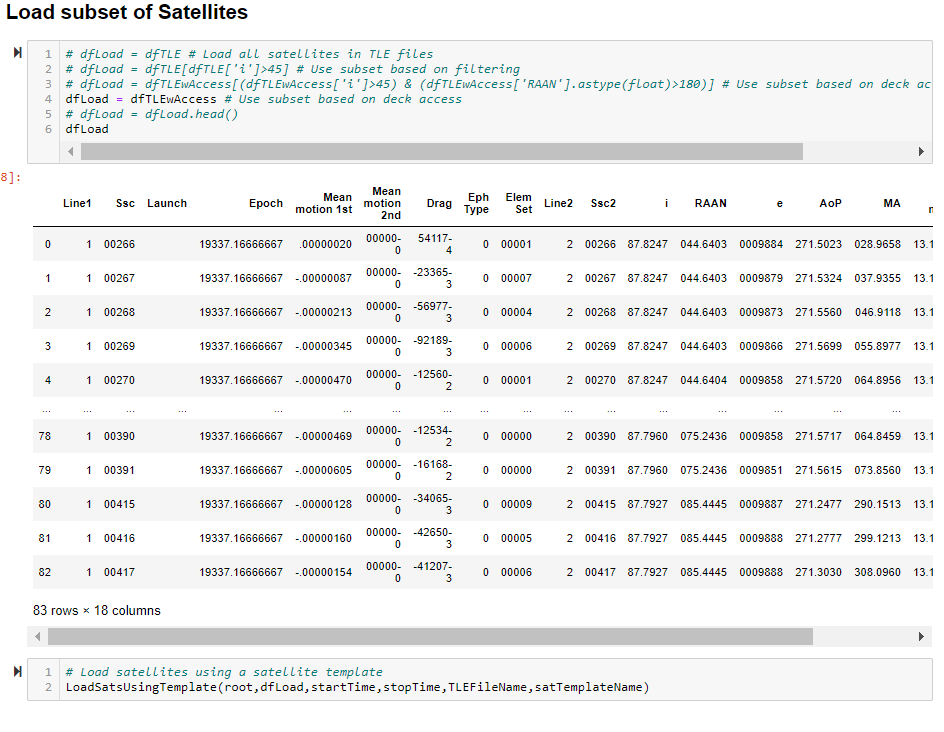 Load subset of Satellites
1 # dfLoad = dfTLE # Load all satellites in TLE files
2 # dfLoad = dfTLE[dfTLE['i']>45] # Use subset based on filtering
3 # dfLoad = dfTLEwAccess[(dfTLEwAccess['i']>45) & (dfTLEwAccess['RAAN'].astype(float)>180)] # Use subset based on deck ac
4 dfLoad = dfTLEwAccess # Use subset based on deck access
5 # dfLoad = dfLoad.head()
6 dfLoad
8]:
Line1 Ssc Launch Epoch Mean motion 1st Mean motion 2nd Drag Eph Type Elem Set Line2 Ssc2 i RAAN e AoP MA n
0 1 00266 19337.16666667 .00000020 00000-0 54117-4 0 00001 2 00266 87.8247 044.6403 0009884 271.5023 028.9658 13.1
1 1 00267 19337.16666667 -.00000087 00000-0 -23365-3 0 00007 2 00267 87.8247 044.6403 0009879 271.5324 037.9355 13.1
2 1 00268 19337.16666667 -.00000213 00000-0 -56977-3 0 00004 2 00268 87.8247 044.6403 0009873 271.5560 046.9118 13.1
3 1 00269 19337.16666667 -.00000345 00000-0 -92189-3 0 00006 2 00269 87.8247 044.6403 0009866 271.5699 055.8977 13.1
4 1 00270 19337.16666667 -.00000470 00000-0 -12560-2 0 00001 2 00270 87.8247 044.6404 0009858 271.5720 064.8956 13.1
... ... ... ... ... ... ... ... ... ... ... ... ... ... ... ... ...
78 1 00390 19337.16666667 -.00000469 00000-0 -12534-2 0 00000 2 00390 87.7960 075.2436 0009858 271.5717 064.8459 13.1
79 1 00391 19337.16666667 -.00000605 00000-0 -16168-2 0 00000 2 00391 87.7960 075.2436 0009851 271.5615 073.8560 13.1
80 1 00415 19337.16666667 -.00000128 00000-0 -34065-3 0 00009 2 00415 87.7927 085.4445 0009887 271.2477 290.1513 13.1
81 1 00416 19337.16666667 -.00000160 00000-0 -42650-3 0 00005 2 00416 87.7927 085.4445 0009888 271.2777 299.1213 13.1
82 1 00417 19337.16666667 -.00000154 00000-0 -41207-3 0 00006 2 00417 87.7927 085.4445 0009888 271.3030 308.0960 13.1
83 rows × 18 columns
1 # Load satellites using a satellite template
2 LoadSatsUsingTemplate(root,dfLoad,startTime,stopTime,TLEFileName,satTemplateName)